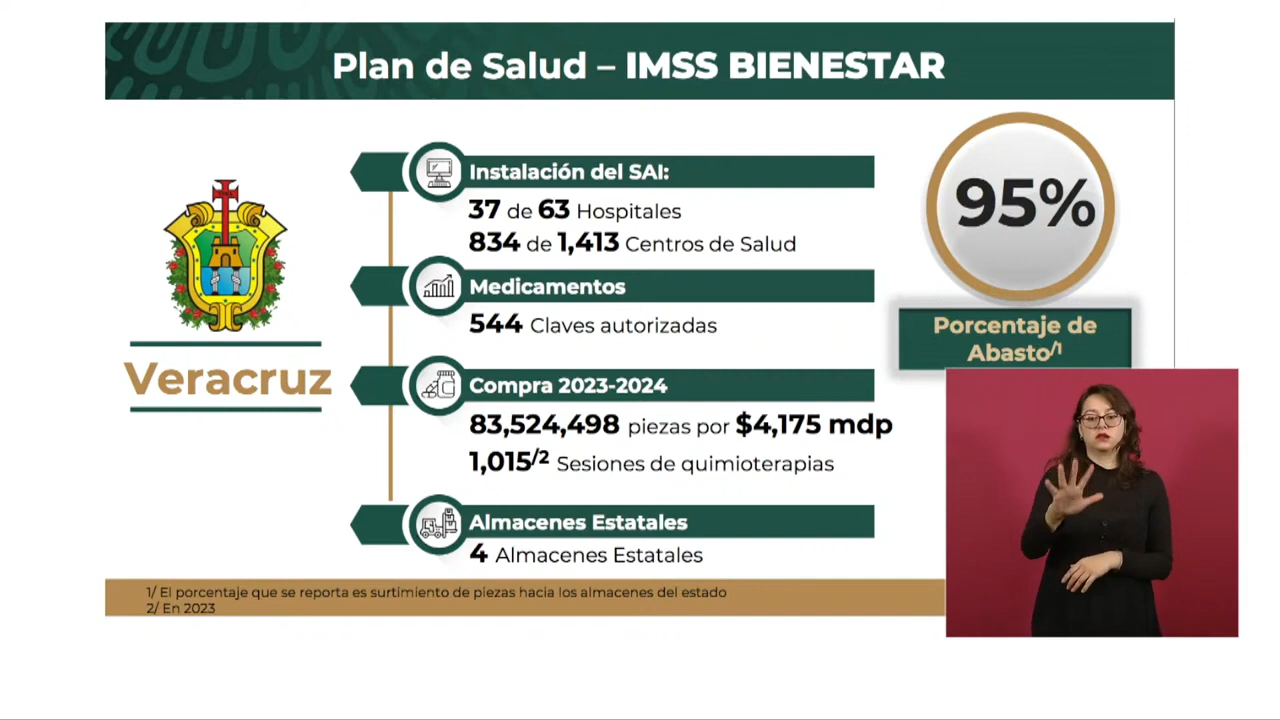 Plan de Salud – IMSS BIENESTAR
Veracruz
Instalación del SAI:
37 de 63 Hospitales
834 de 1,413 Centros de Salud
Medicamentos
544 Claves autorizadas
Compra 2023-2024
83,524,498 piezas por $4,175 mdp
1,015/2 Sesiones de quimioterapias
Almacenes Estatales
4 Almacenes Estatales
95%
Porcentaje de
Abasto/1
1/ El porcentaje que se reporta es surtimiento de piezas hacia los almacenes del estado
2/ En 2023